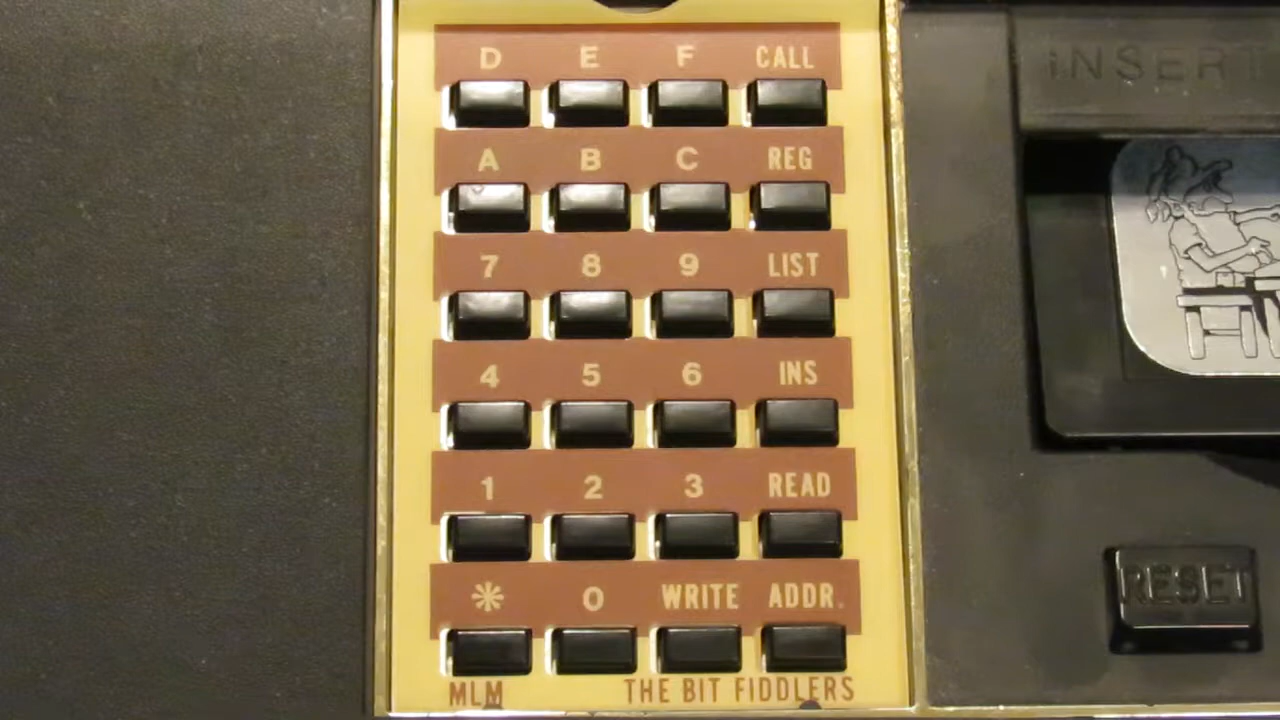 D E F CALL
INSERT
A B C REG
7 8 9 LIST
4 5 6 INS
1 2 3 READ
* 0 WRITE ADDR.
RESET
MLM THE BIT FIDDLERS